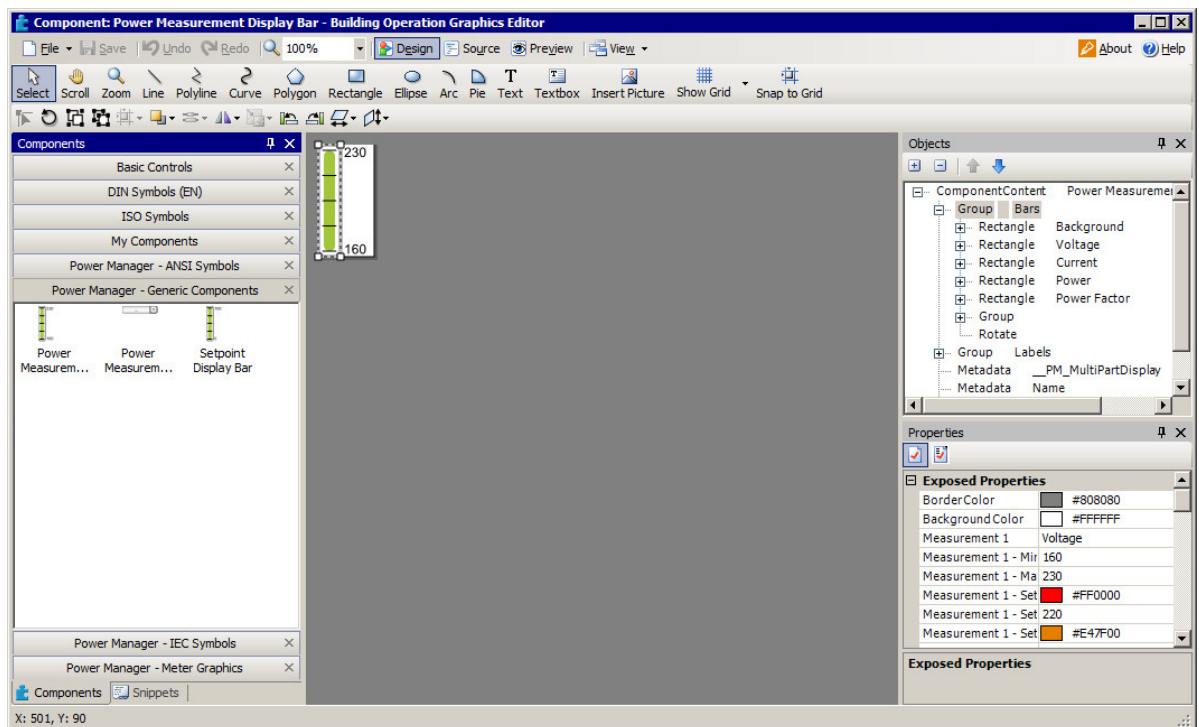 Component: Power Measurement Display Bar - Building Operation Graphics Editor
File Save Undo Redo 100% Design Source Preview View About Help
Select Scroll Zoom Line Polyline Curve Polygon Rectangle Ellipse Arc Pie Text Textbox Insert Picture Show Grid Snap to Grid
Components
Basic Controls
DIN Symbols (EN)
ISO Symbols
My Components
Power Manager - ANSI Symbols
Power Manager - Generic Components
Power Measurem...
Power Measurem...
Setpoint Display Bar
Power Manager - IEC Symbols
Power Manager - Meter Graphics
Components Snippets
X: 501, Y: 90
230
160
Objects
ComponentContent Power Measuremer
Group Bars
Rectangle Background
Rectangle Voltage
Rectangle Current
Rectangle Power
Rectangle Power Factor
Group
Rotate
Group Labels
Metadata __PM_MultiPartDisplay
Metadata Name
Properties
Exposed Properties
BorderColor #808080
BackgroundColor #FFFFFF
Measurement 1 Voltage
Measurement 1 - Mir 160
Measurement 1 - Ma 230
Measurement 1 - Set #FF0000
Measurement 1 - Set 220
Measurement 1 - Set #E47F00
Exposed Properties